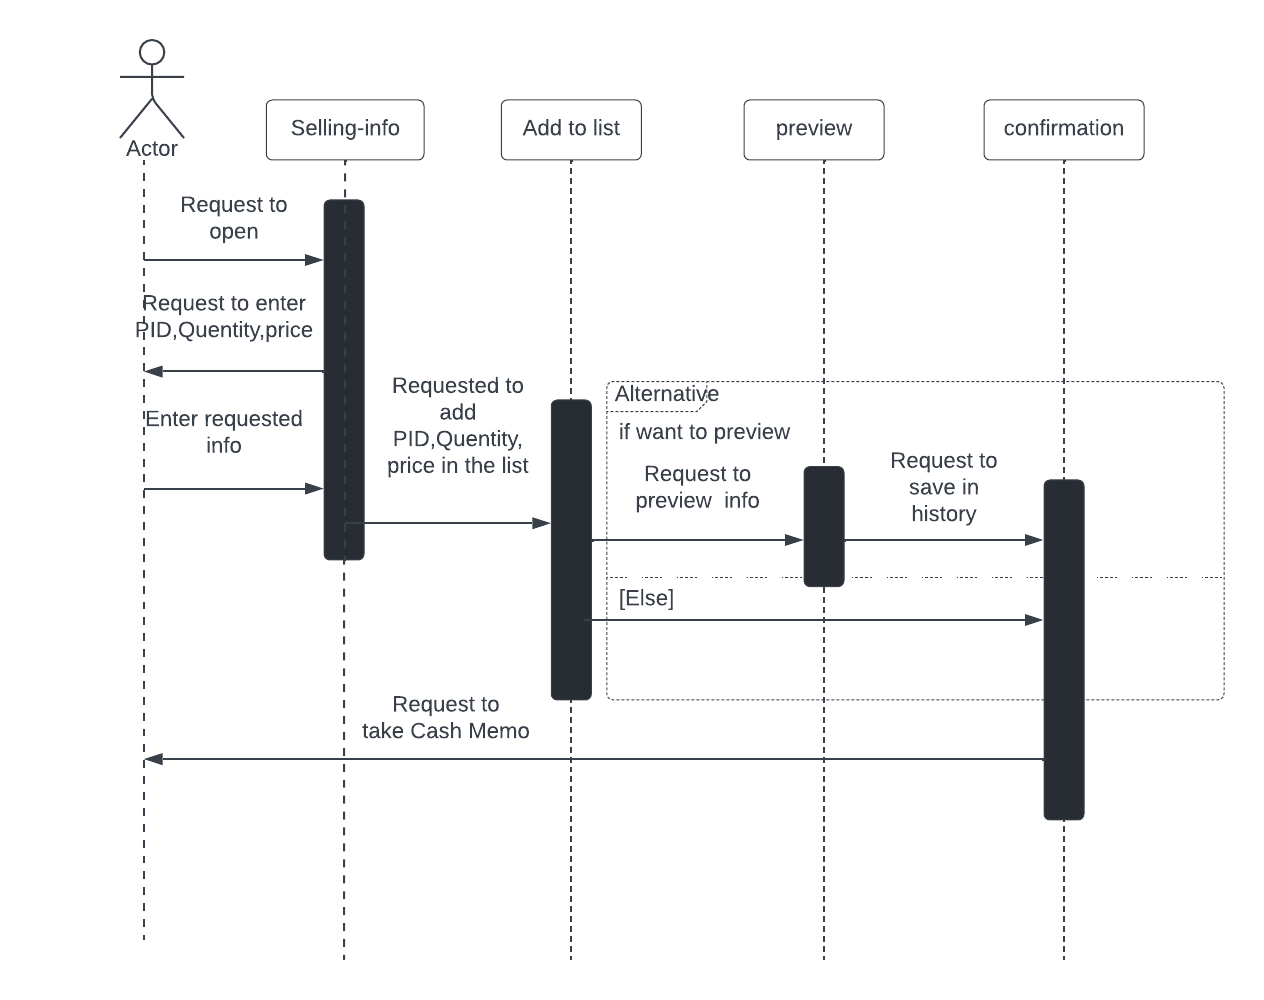 Actor
Selling-info
Add to list
preview
confirmation
Request to
open
Request to enter
PID,Quentity,price
Enter requested
info
Requested to
add
PID,Quentity,
price in the list
Alternative
if want to preview
Request to
preview  info
Request to
save in
history
[Else]
Request to
take Cash Memo